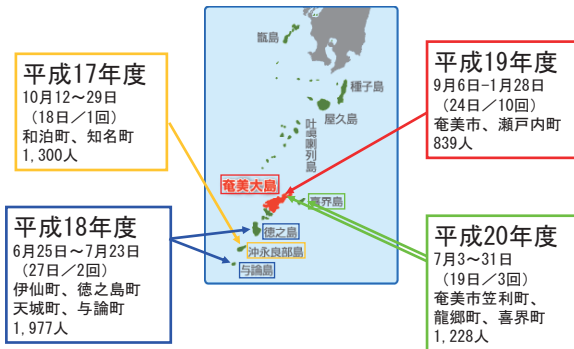 平成17年度
10月12～29日
(18日／1回)
和泊町、知名町
1,300人
平成18年度
6月25日～7月23日
(27日／2回)
伊仙町、徳之島町
天城町、与論町
1,977人
甑島
種子島
屋久島
吐噶喇列島
奄美大島
喜界島
徳之島
沖永良部島
与論島
平成19年度
9月6日-1月28日
(24日／10回)
奄美市、瀬戸内町
839人
平成20年度
7月3～31日
(19日／3回)
奄美市笠利町、
龍郷町、喜界町
1,228人